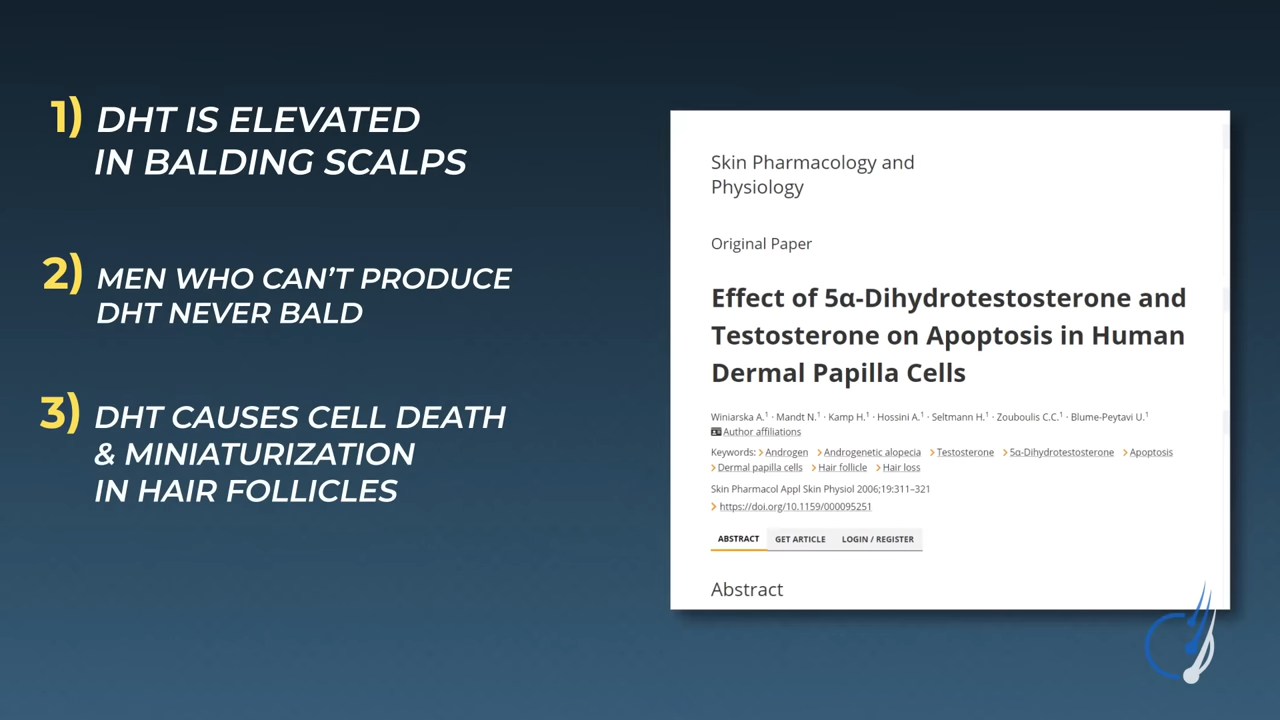 1) DHT IS ELEVATED
IN BALDING SCALPS
2) MEN WHO CAN'T PRODUCE
DHT NEVER BALD
3) DHT CAUSES CELL DEATH
& MINIATURIZATION
IN HAIR FOLLICLES
Skin Pharmacology and
Physiology
Original Paper
Effect of 5α-Dihydrotestosterone and
Testosterone on Apoptosis in Human
Dermal Papilla Cells
Winiarska A.¹ · Mandt N.¹ · Kamp H.¹ · Hossini A.¹ · Seltmann H.¹ · Zouboulis C.C.¹ · Blume-Peytavi U.¹
Author affiliations
Keywords: Androgen Androgenetic alopecia Testosterone 5α-Dihydrotestosterone Apoptosis
Dermal papilla cells Hair follicle Hair loss
Skin Pharmacol Appl Skin Physiol 2006;19:311–321
https://doi.org/10.1159/000095251
ABSTRACT GET ARTICLE LOGIN / REGISTER
Abstract